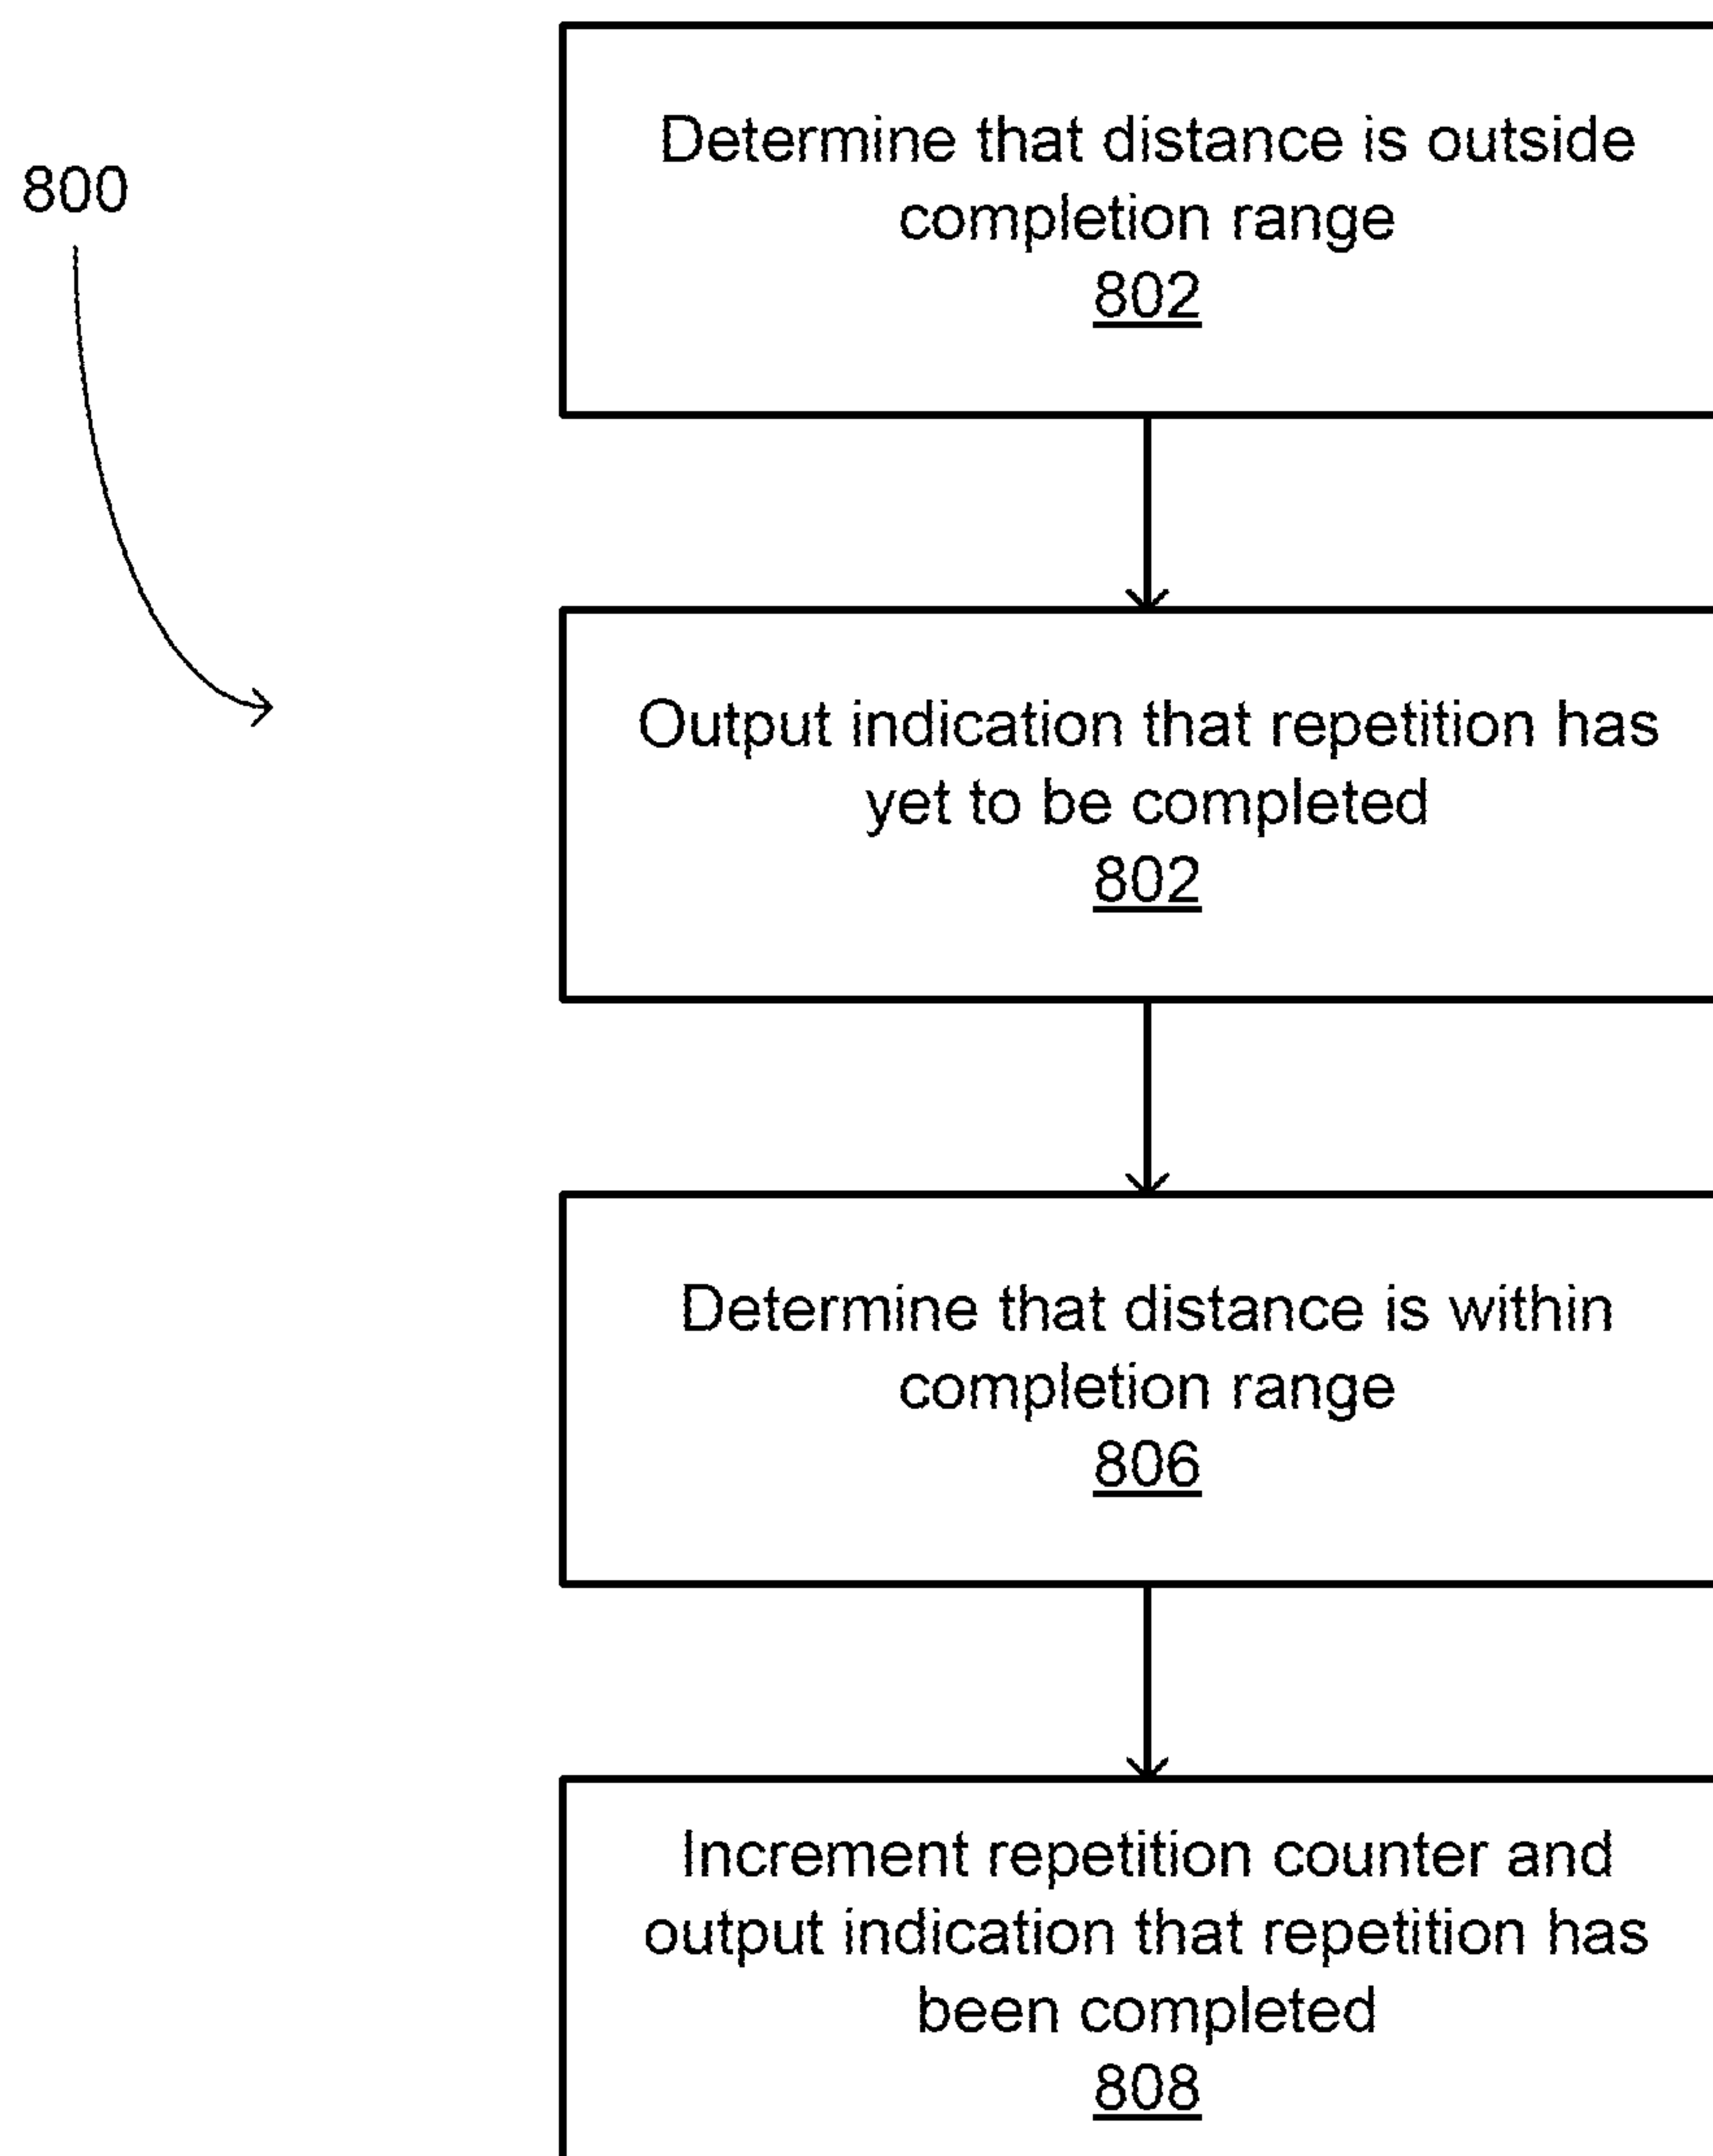 800
Determine that distance is outside
completion range
802
Output indication that repetition has
yet to be completed
802
Determine that distance is within
completion range
806
Increment repetition counter and
output indication that repetition has
been completed
808